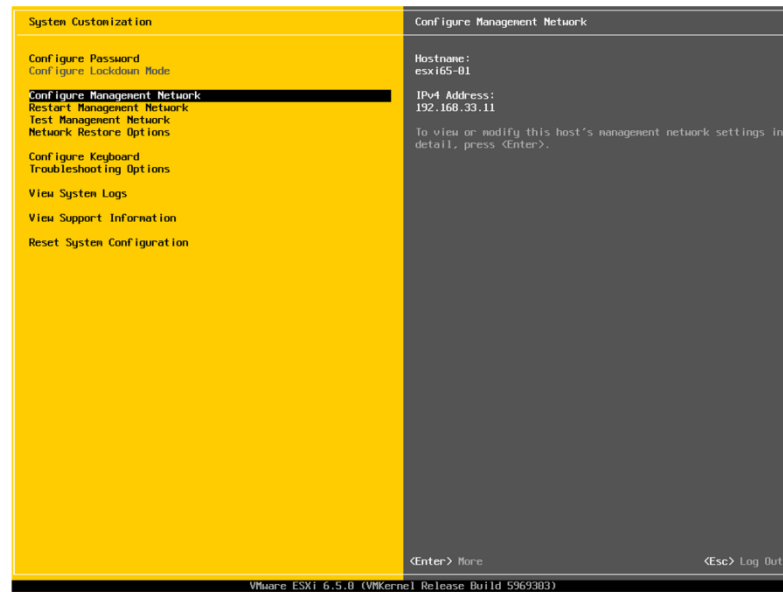 System Customization
Configure Password
Configure Lockdown Mode
Configure Management Network
Restart Management Network
Test Management Network
Network Restore Options
Configure Keyboard
Troubleshooting Options
View System Logs
View Support Information
Reset System Configuration
Configure Management Network
Hostname:
esxi65-01
IPv4 Address:
192.168.33.11
To view or modify this host's management network settings in
detail, press <Enter>.
<Enter> More
<Esc> Log Out
VMware ESXi 6.5.0 (VMKernel Release Build 5969303)